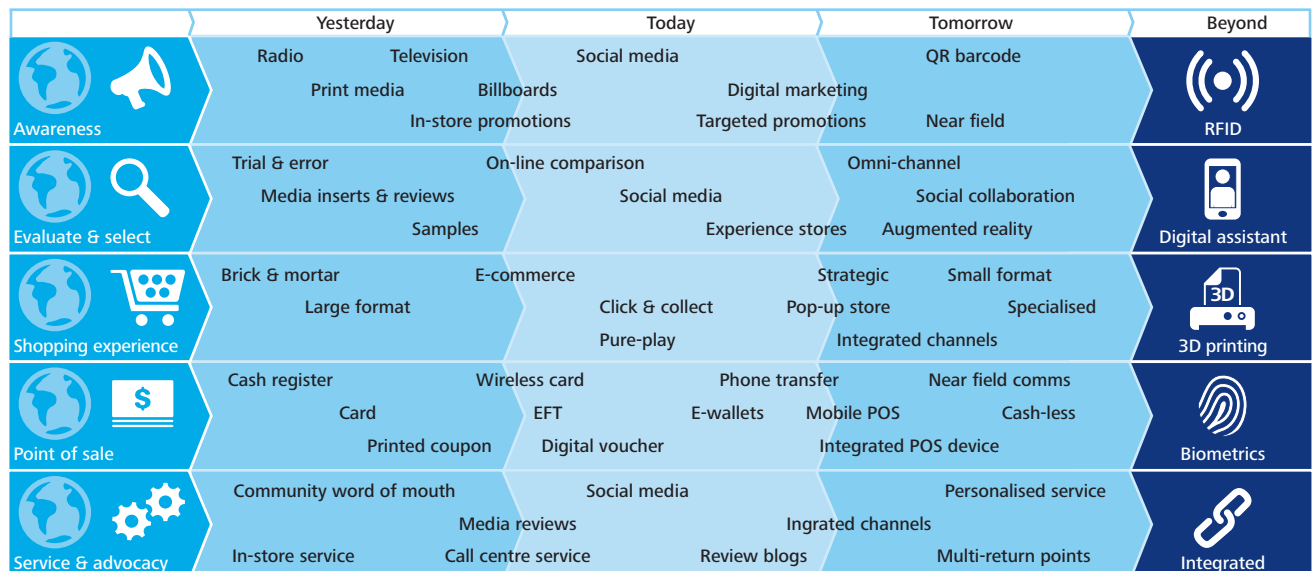 Yesterday Today Tomorrow Beyond
Radio Television Social media QR barcode
Print media Billboards Digital marketing
In-store promotions Targeted promotions Near field
Awareness RFID
Trial & error On-line comparison Omni-channel
Media inserts & reviews Social media Social collaboration
Samples Experience stores Augmented reality
Evaluate & select Digital assistant
Brick & mortar E-commerce Strategic Small format
3D
Large format Click & collect Pop-up store Specialised
Pure-play Integrated channels
Shopping experience 3D printing
Cash register Wireless card Phone transfer Near field comms
$
Card EFT E-wallets Mobile POS Cash-less
Printed coupon Digital voucher Integrated POS device
Point of sale Biometrics
Community word of mouth Social media Personalised service
Media reviews Ingrated channels
In-store service Call centre service Review blogs Multi-return points
Service & advocacy Integrated